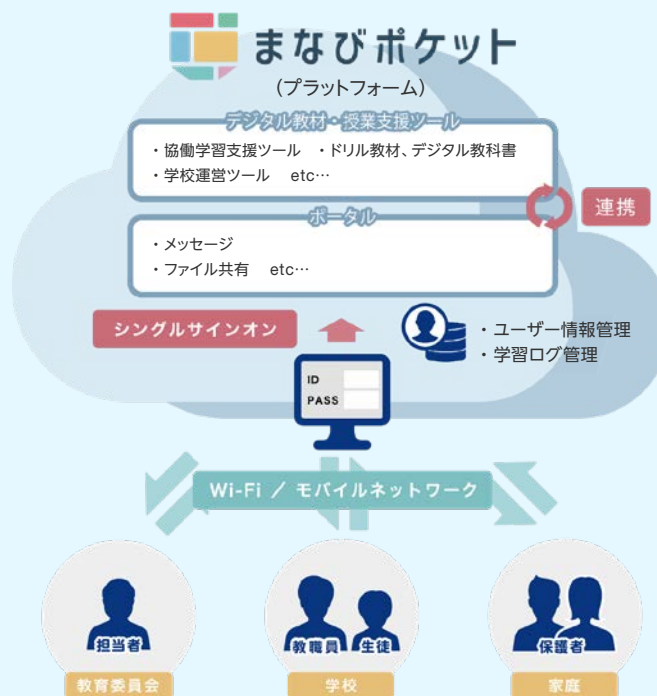 まなびポケット
(プラットフォーム)
デジタル教材・授業支援ツール
・協働学習支援ツール ・ドリル教材、デジタル教科書
・学校運営ツール etc…
連携
ポータル
・メッセージ
・ファイル共有 etc…
シングルサインオン
・ユーザー情報管理
・学習ログ管理
ID
PASS
Wi-Fi / モバイルネットワーク
担当者
教職員 生徒
保護者
教育委員会
学校
家庭